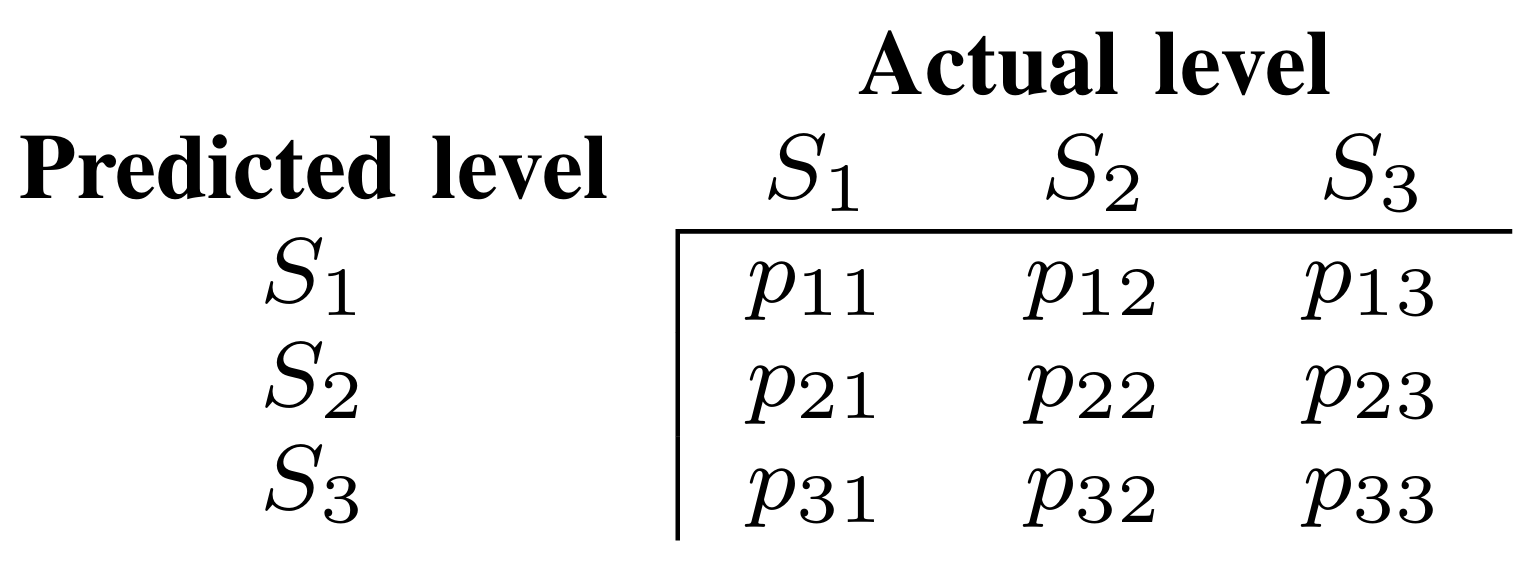 Actual level
Predicted level S₁ S₂ S₃
S₁ p₁₁ p₁₂ p₁₃
S₂ p₂₁ p₂₂ p₂₃
S₃ p₃₁ p₃₂ p₃₃